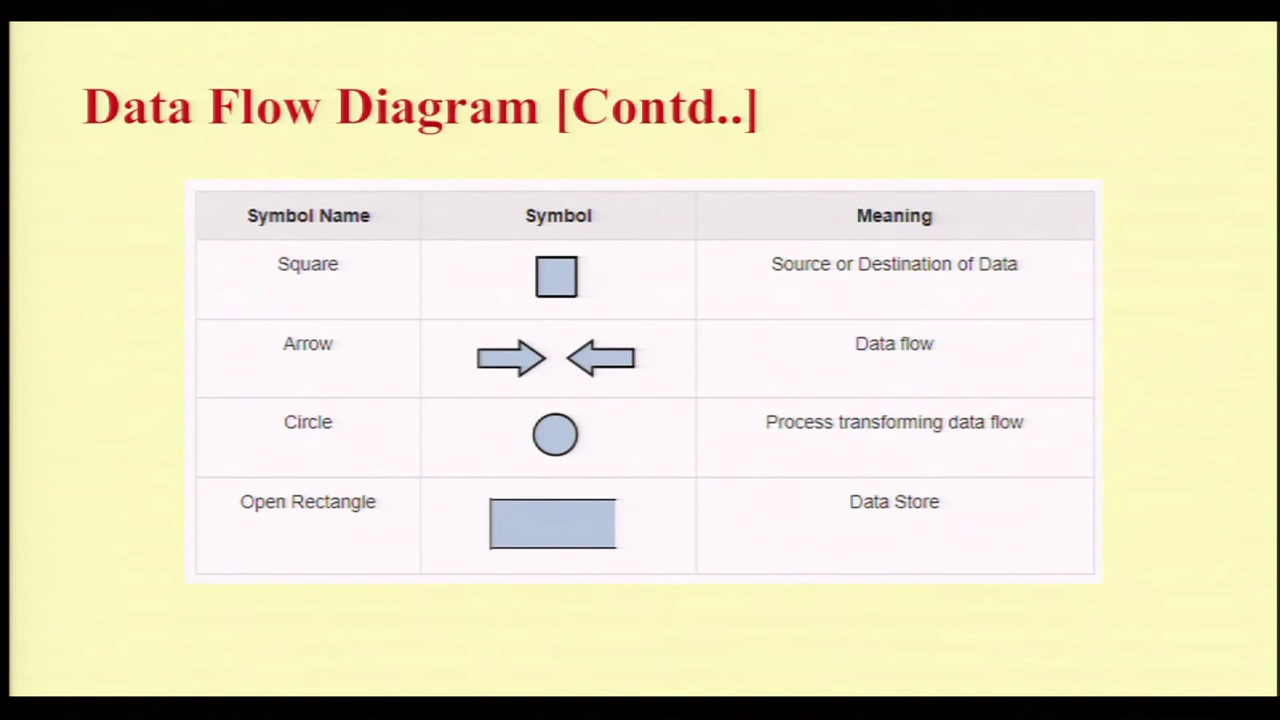 Data Flow Diagram [Contd..]
Symbol Name Symbol Meaning
Square Source or Destination of Data
Arrow Data flow
Circle Process transforming data flow
Open Rectangle Data Store